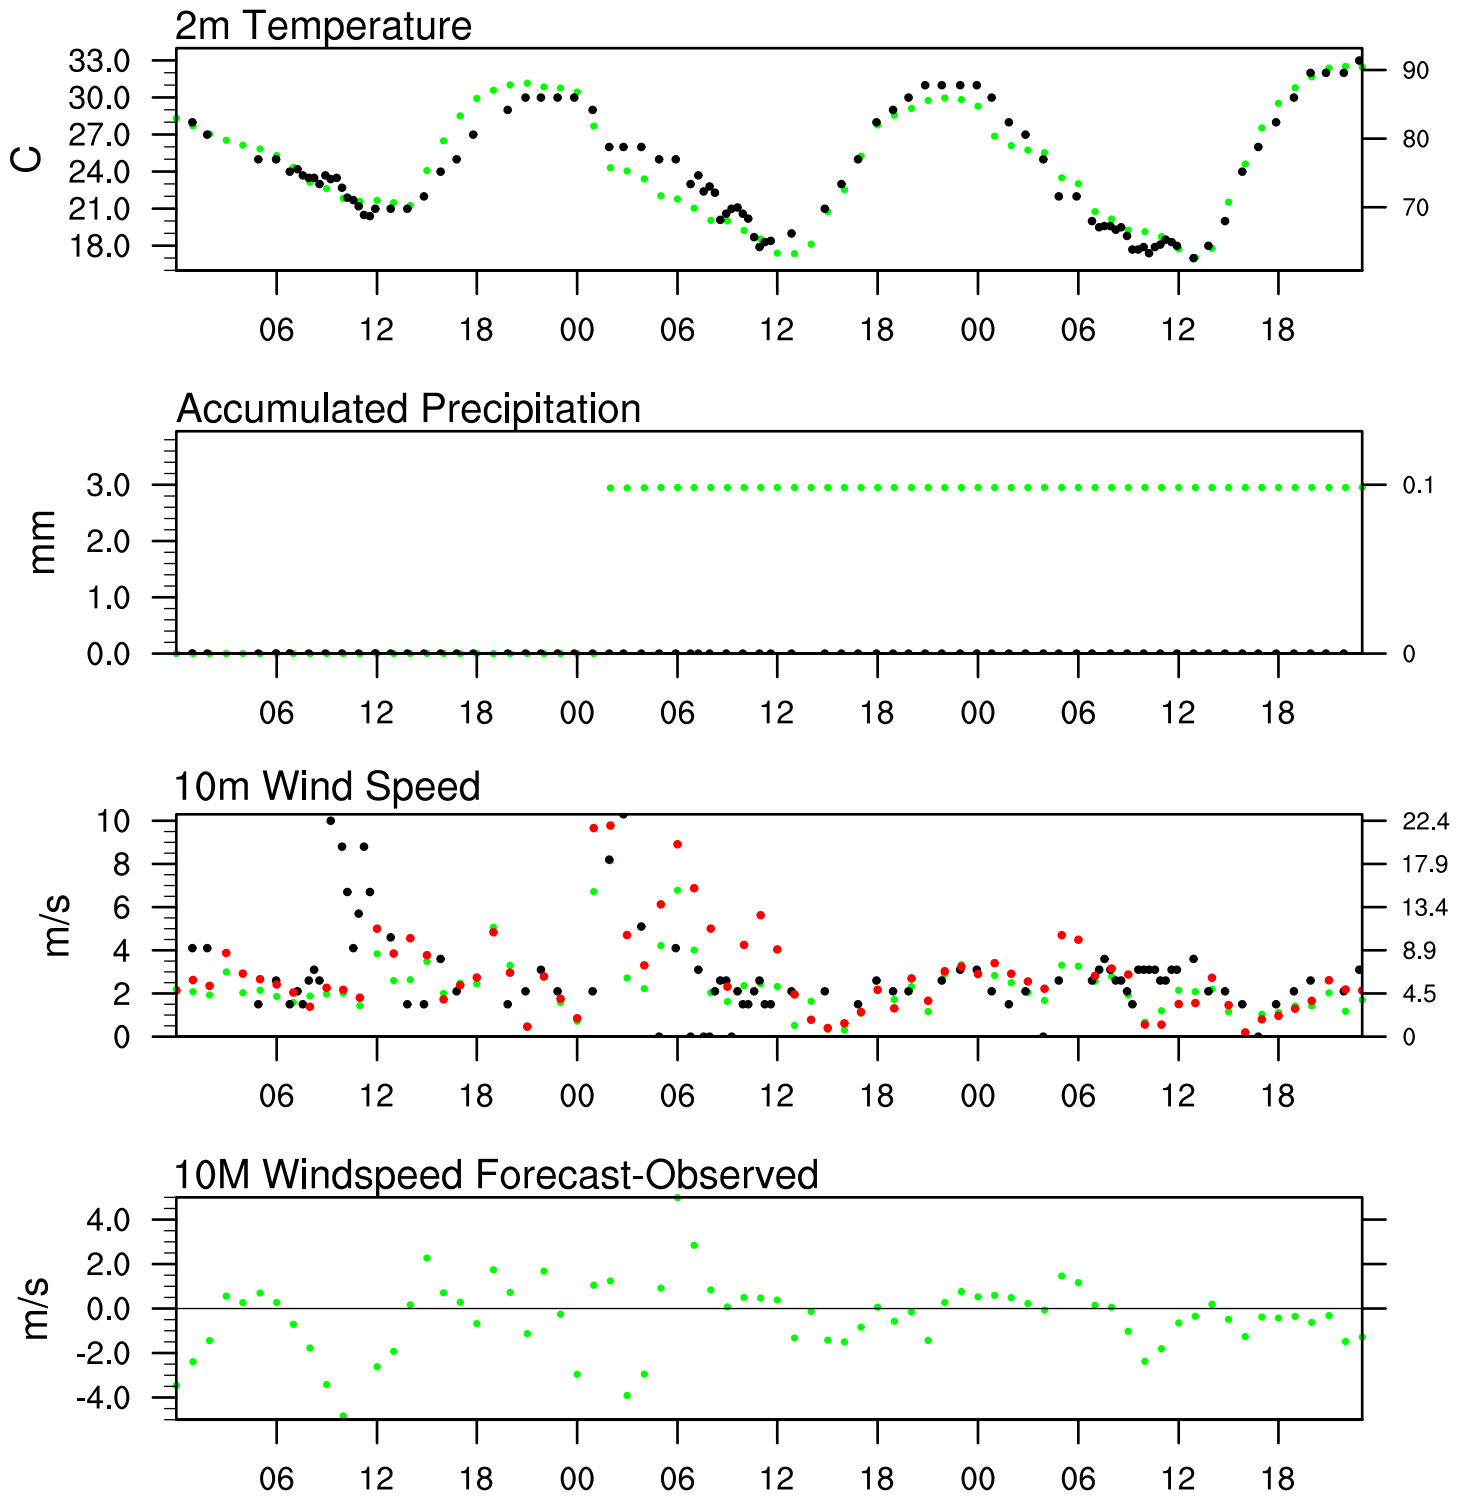 2m Temperature
33.0
30.0
27.0
24.0
21.0
18.0
C
90
80
70
06 12 18 00 06 12 18 00 06 12 18
Accumulated Precipitation
3.0
2.0
1.0
0.0
mm
0.1
0
06 12 18 00 06 12 18 00 06 12 18
10m Wind Speed
10
8
6
4
2
0
m/s
22.4
17.9
13.4
8.9
4.5
0
06 12 18 00 06 12 18 00 06 12 18
10M Windspeed Forecast-Observed
4.0
2.0
0.0
-2.0
-4.0
m/s
06 12 18 00 06 12 18 00 06 12 18